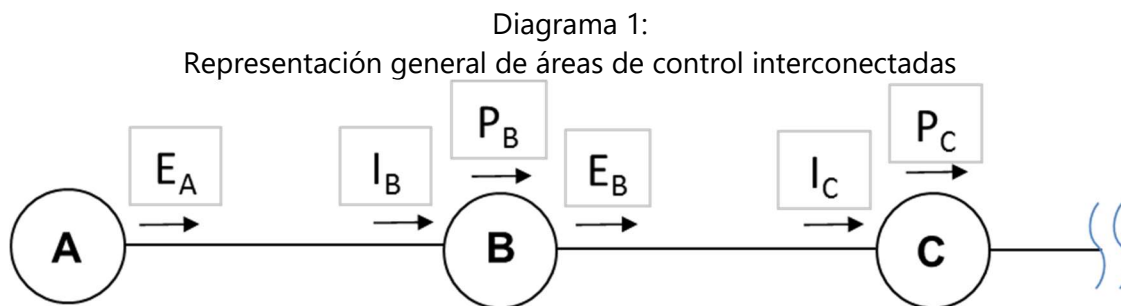 Diagrama 1:
Representación general de áreas de control interconectadas
P_B
P_C
E_A
I_B
E_B
I_C
A
B
C